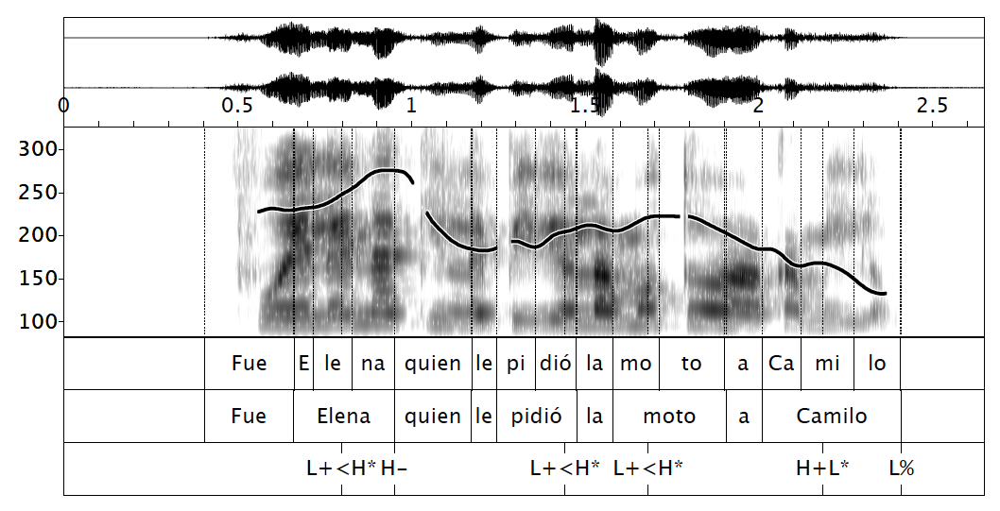 0 0.5 1 1.5 2 2.5
300
250
200
150
100
Fue E le na quien le pi dió la mo to a Ca mi lo
Fue Elena quien le pidió la moto a Camilo
L+<H* H– L+<H* L+<H* H+L* L%